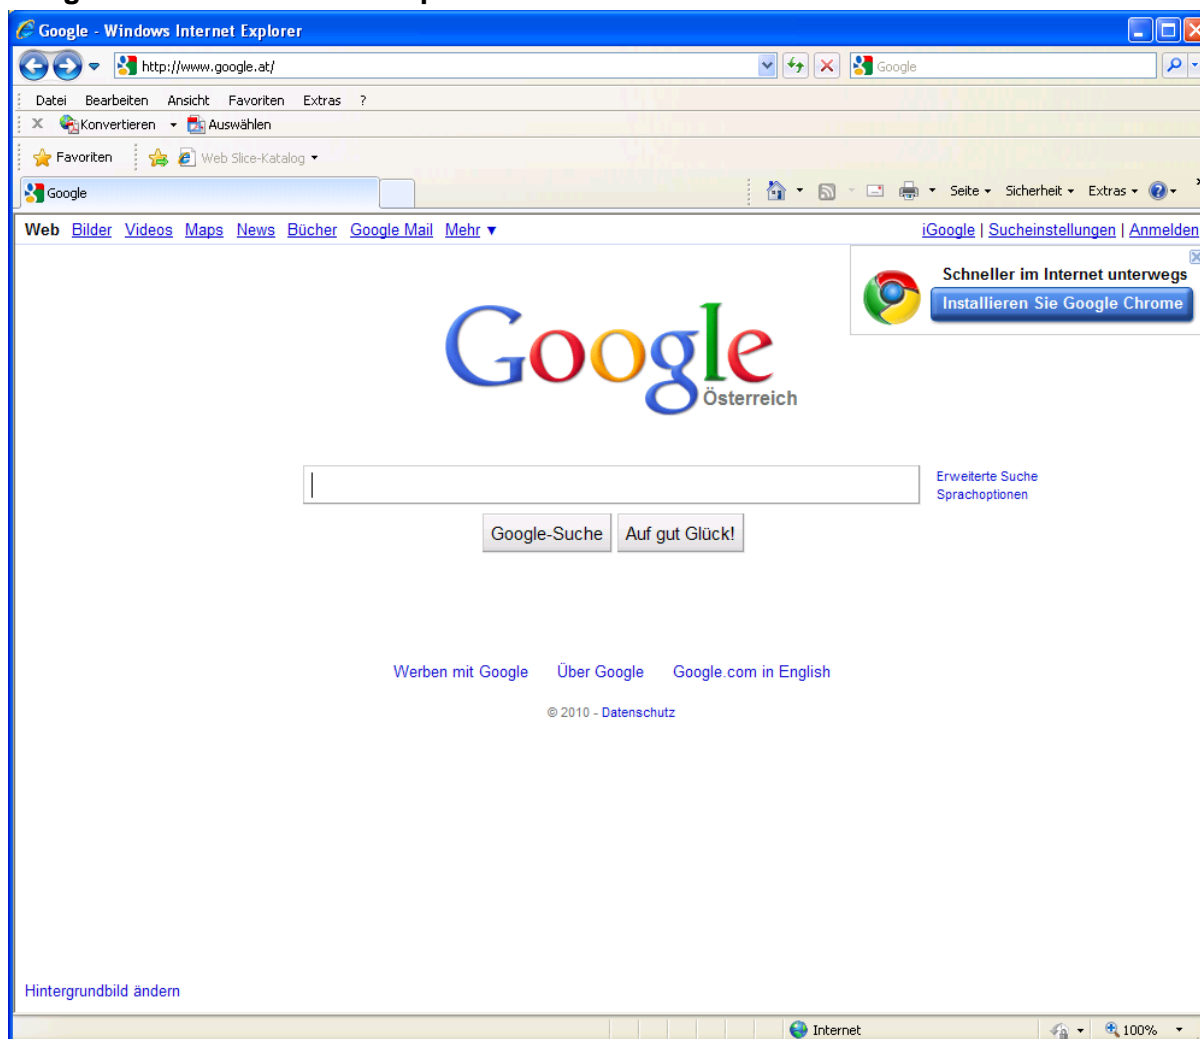 Google - Windows Internet Explorer
http://www.google.at/ Google
Datei Bearbeiten Ansicht Favoriten Extras ?
Konvertieren Auswählen
Favoriten Web Slice-Katalog
Google Seite Sicherheit Extras
Web Bilder Videos Maps News Bücher Google Mail Mehr ▼ iGoogle | Sucheinstellungen | Anmelden
Schneller im Internet unterwegs
Installieren Sie Google Chrome
Google
Österreich
Erweiterte Suche
Sprachoptionen
Google-Suche Auf gut Glück!
Werben mit Google Über Google Google.com in English
© 2010 - Datenschutz
Hintergrundbild ändern
Internet 100%